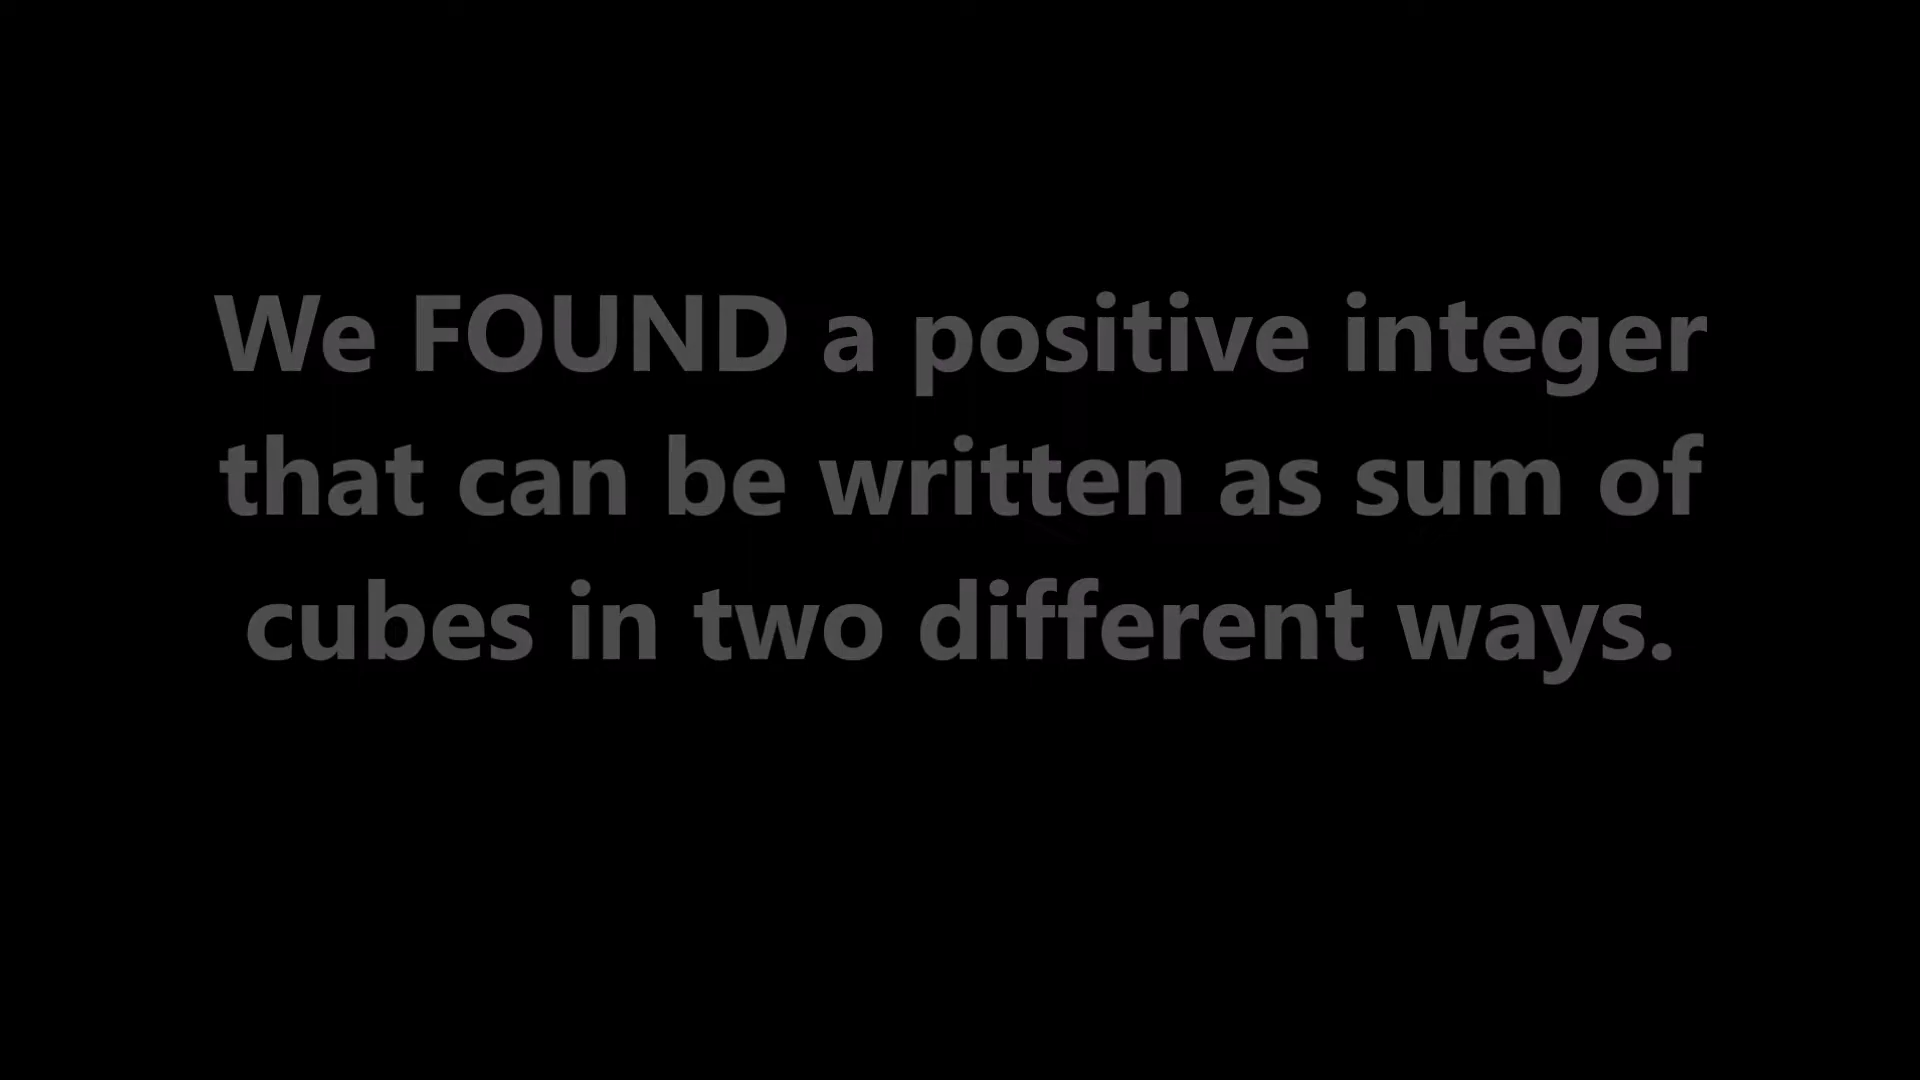 We FOUND a positive integer
that can be written as sum of
cubes in two different ways.